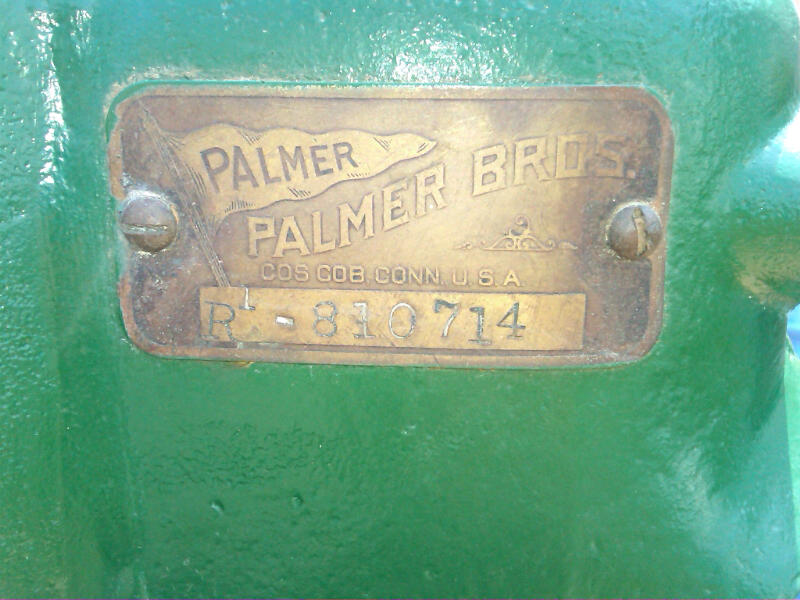 PALMER
PALMER BROS.
COS COB. CONN. U. S. A.
R1 - 810714